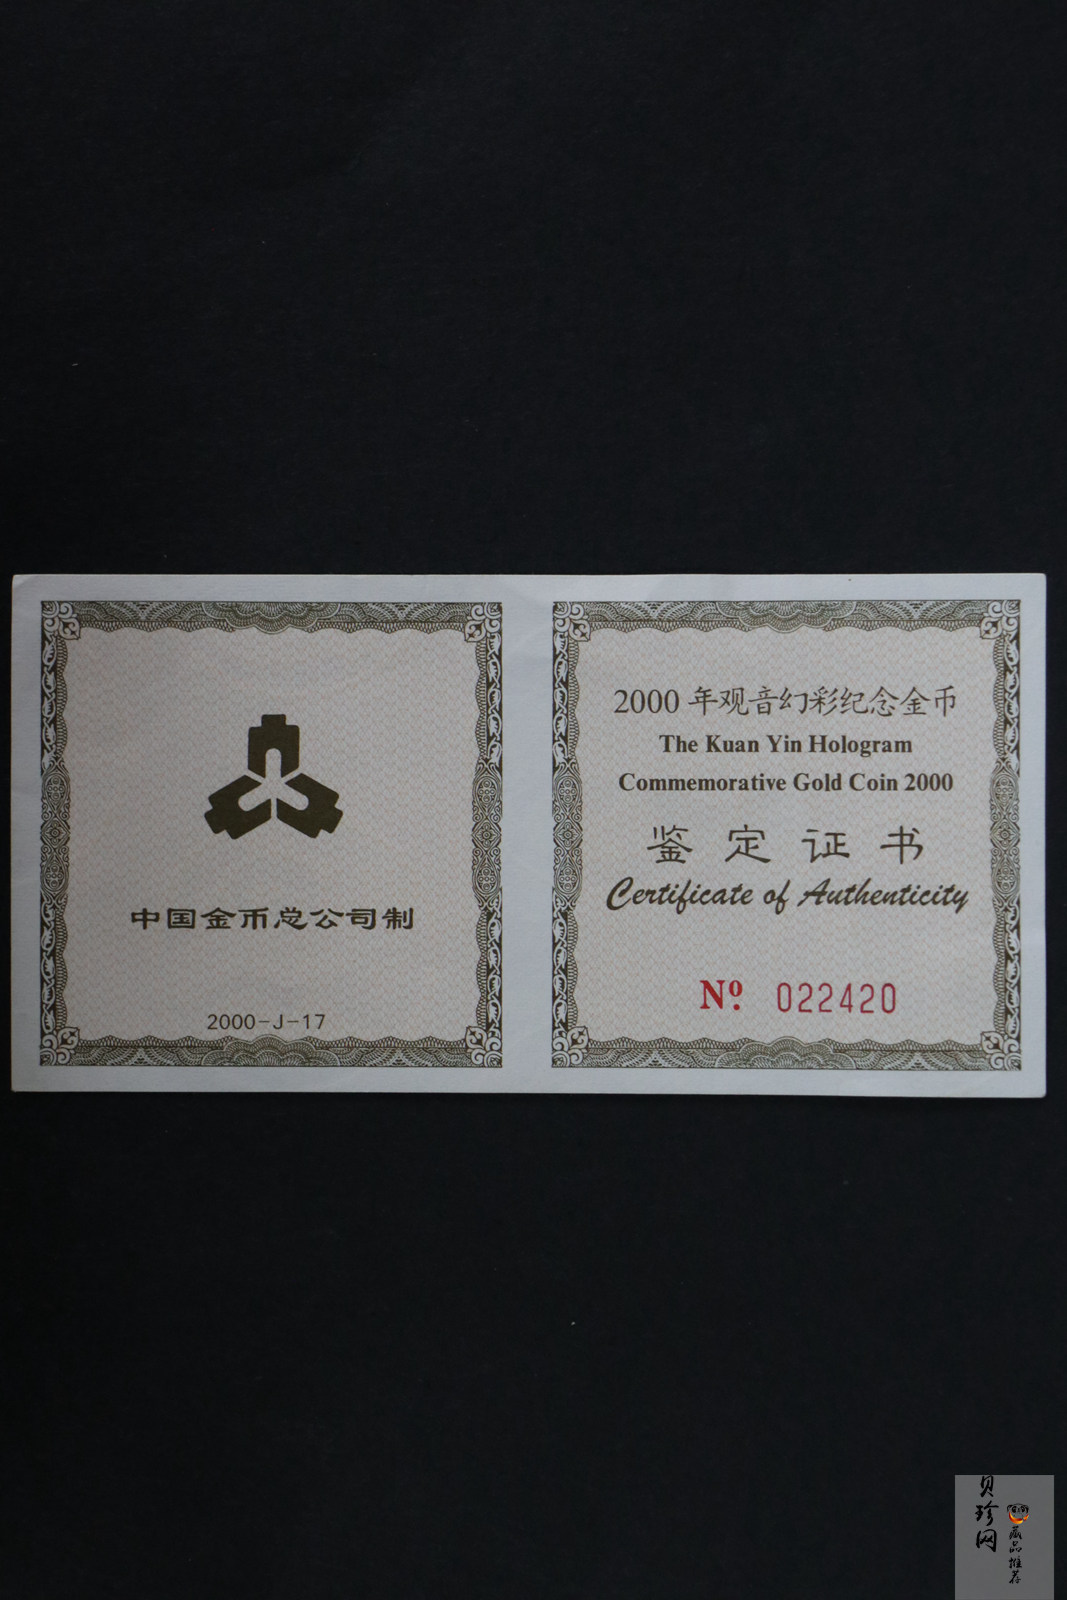 中国金币总公司制
2000-J-17
2000年观音幻彩纪念金币
The Kuan Yin Hologram
Commemorative Gold Coin 2000
鉴定证书
Certificate of Authenticity
Nº. 022420
贝珍网
藏品推荐